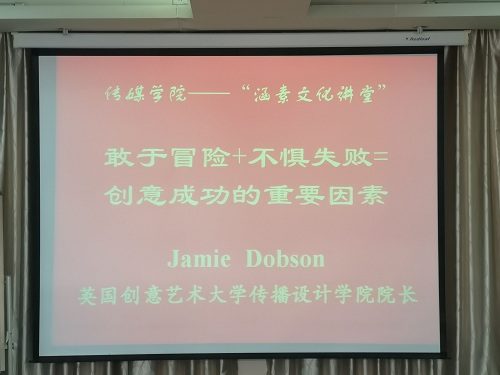 传媒学院——“涵素文化讲堂”
敢于冒险+不惧失败=
创意成功的重要因素
Jamie Dobson
英国创意艺术大学传播设计学院院长